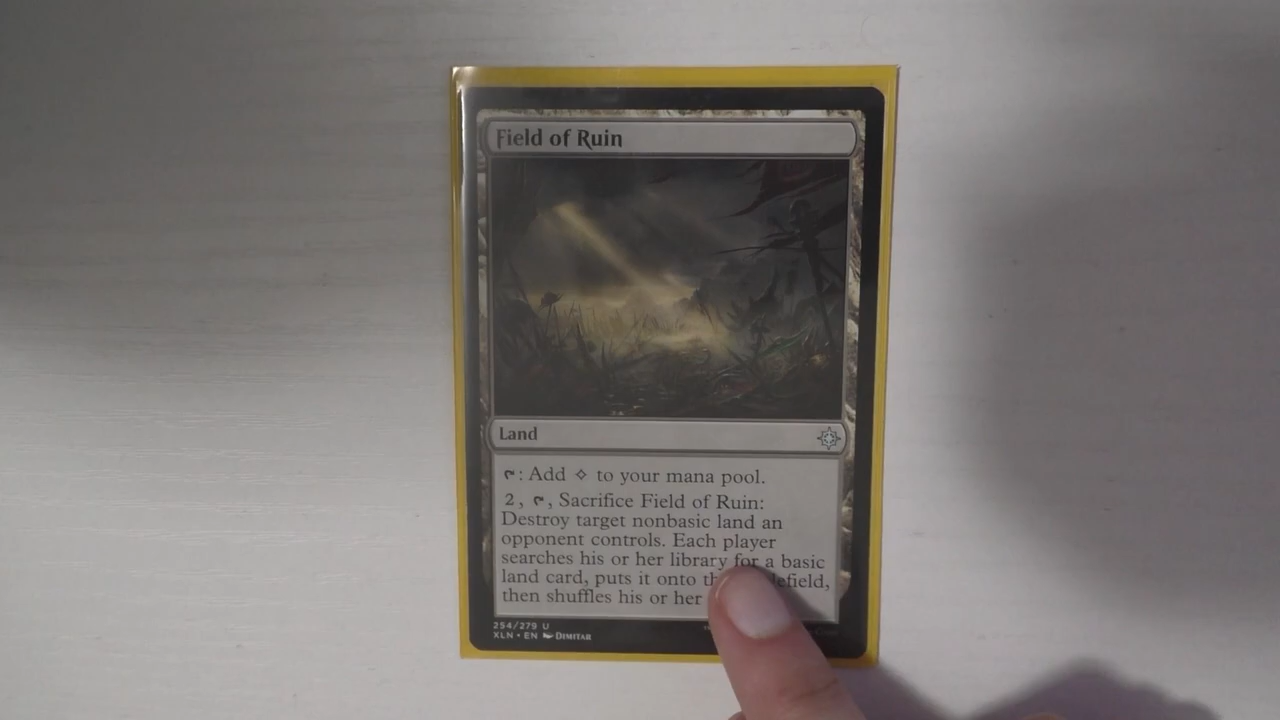 Field of Ruin
Land
: Add to your mana pool.
2, , Sacrifice Field of Ruin:
Destroy target nonbasic land an
opponent controls. Each player
searches his or her library for a basic
land card, puts it onto
then shuffles his or her
254/279 U
XLN • EN DIMITAR